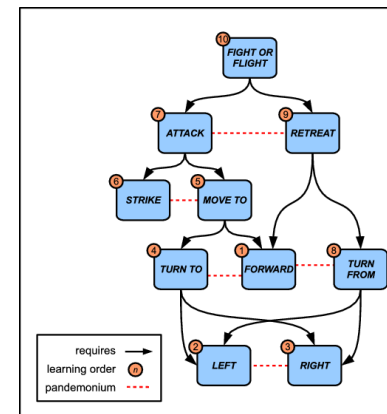 10
FIGHT OR
FLIGHT
7
ATTACK
9
RETREAT
6
STRIKE
5
MOVE TO
4
TURN TO
1
FORWARD
8
TURN
FROM
2
LEFT
3
RIGHT
requires
learning order n
pandemonium